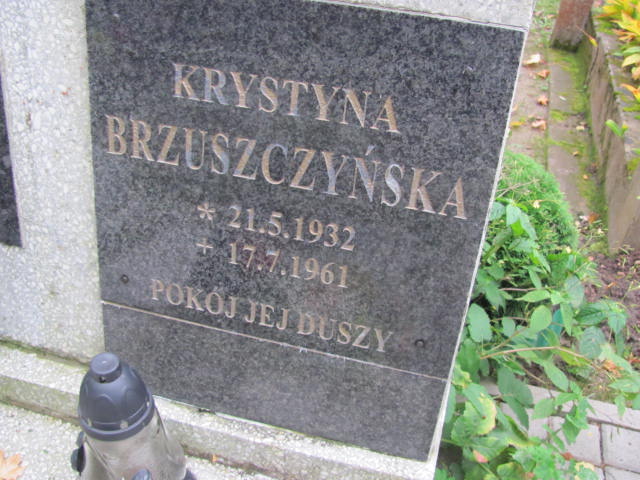 KRYSTYNA
BRZUSZCZYŃSKA
* 21.5.1932
+ 17.7.1961
POKÓJ JEJ DUSZY